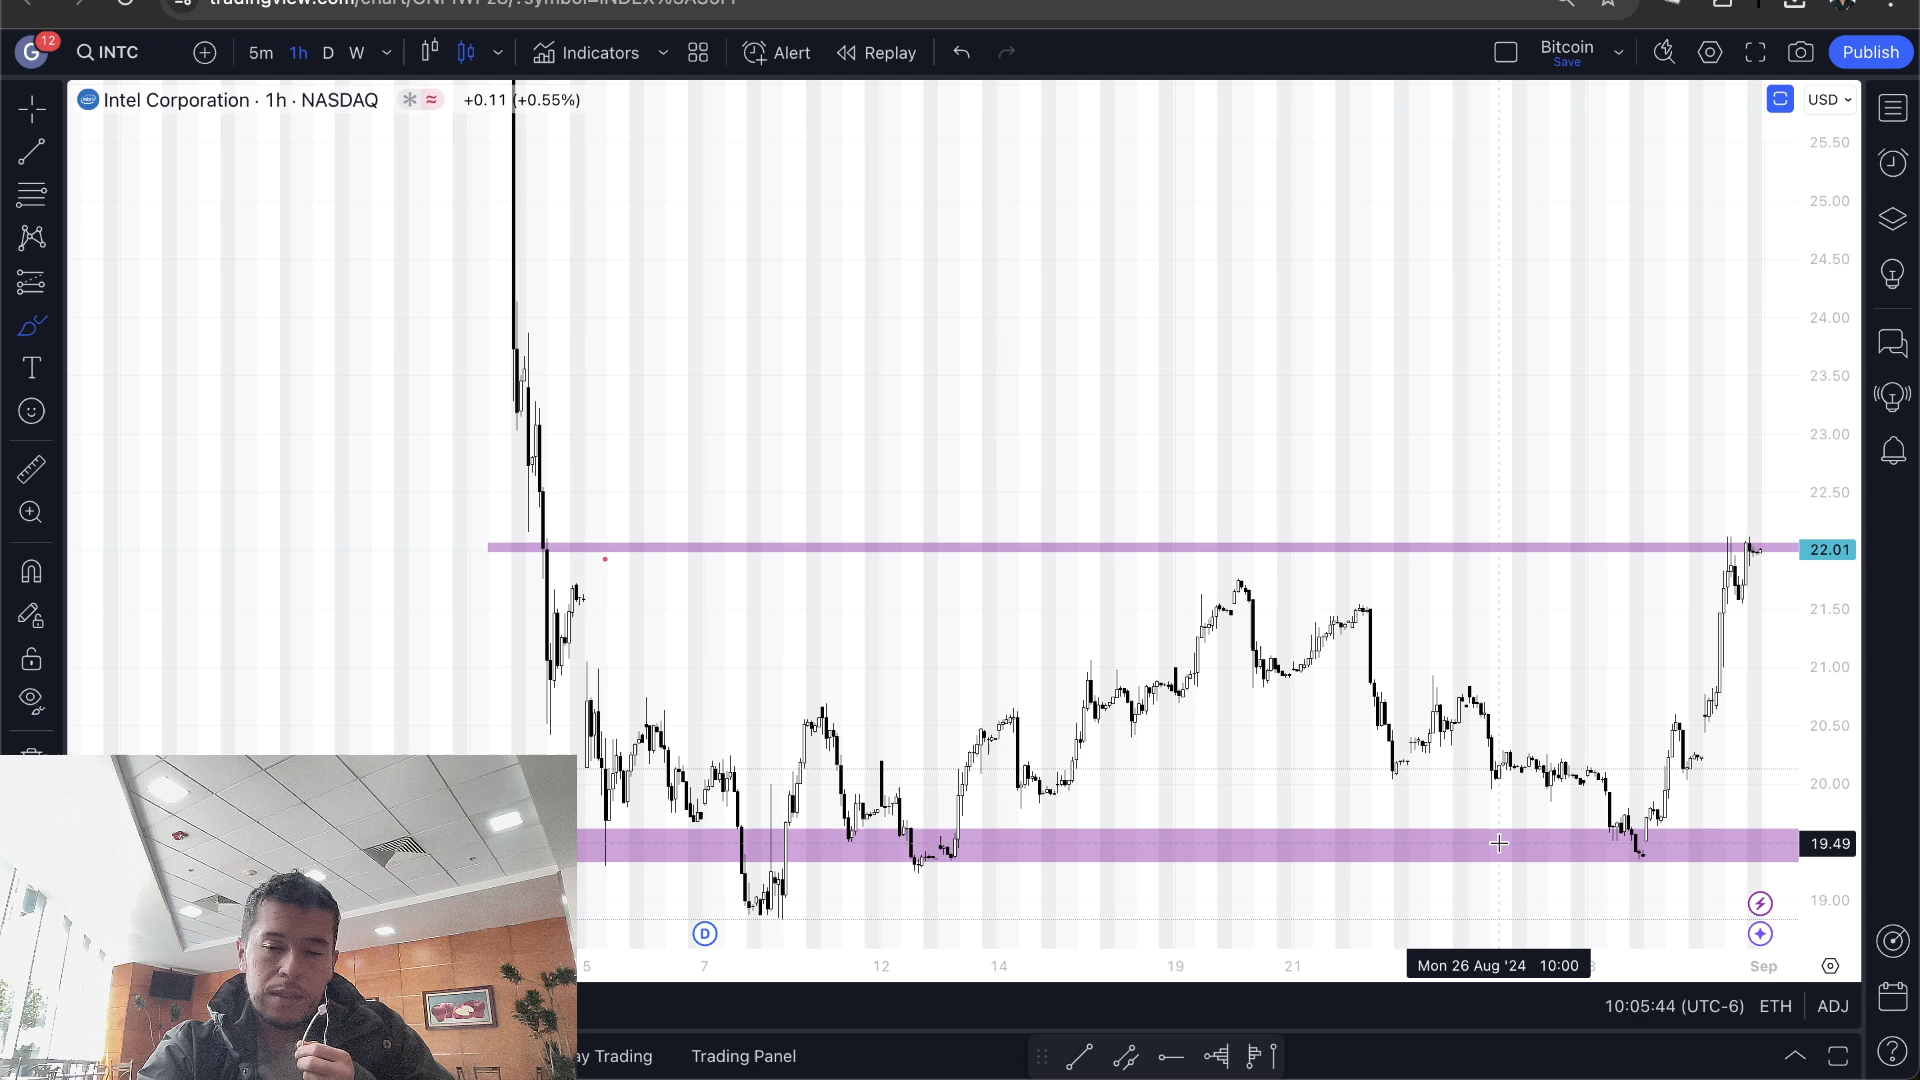 12
G
INTC
5m
1h
D
W
Indicators
Alert
Replay
Bitcoin
Save
Publish
Intel Corporation · 1h · NASDAQ
+0.11 (+0.55%)
USD
25.50
25.00
24.50
24.00
23.50
23.00
22.50
22.01
21.50
21.00
20.50
20.00
19.49
19.00
D
5
7
12
14
19
21
Mon 26 Aug '24 10:00
Sep
10:05:44 (UTC-6)
ETH
ADJ
Trading
Trading Panel